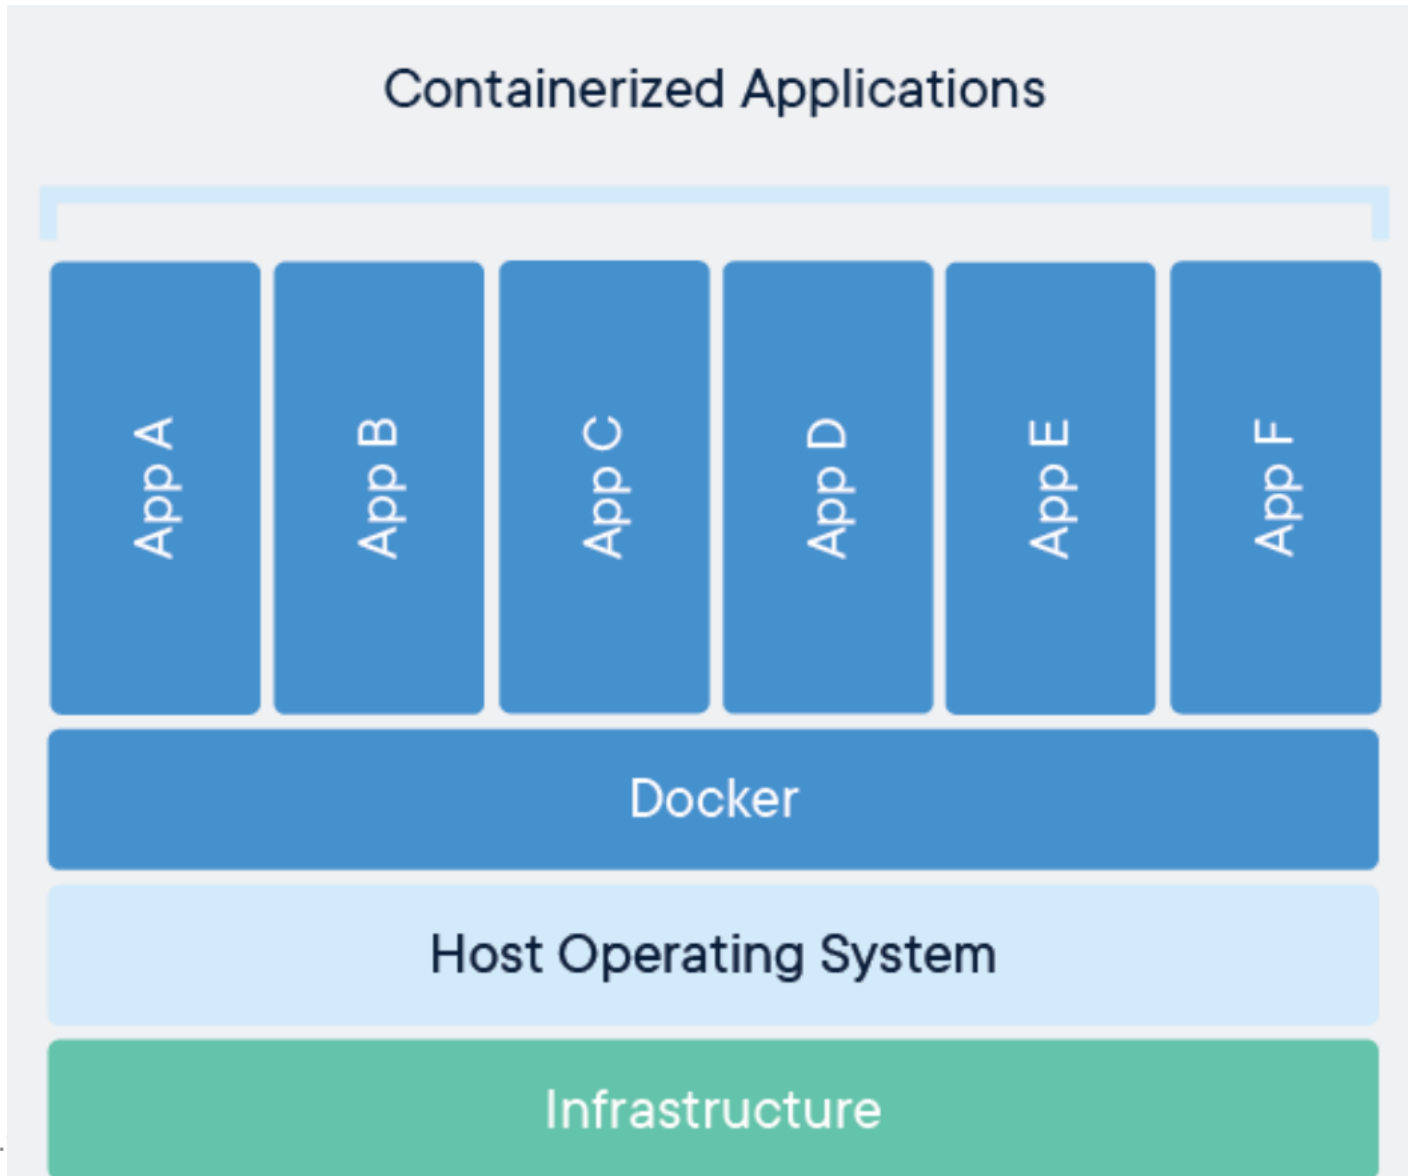 Containerized Applications
App A
App B
App C
App D
App E
App F
Docker
Host Operating System
Infrastructure